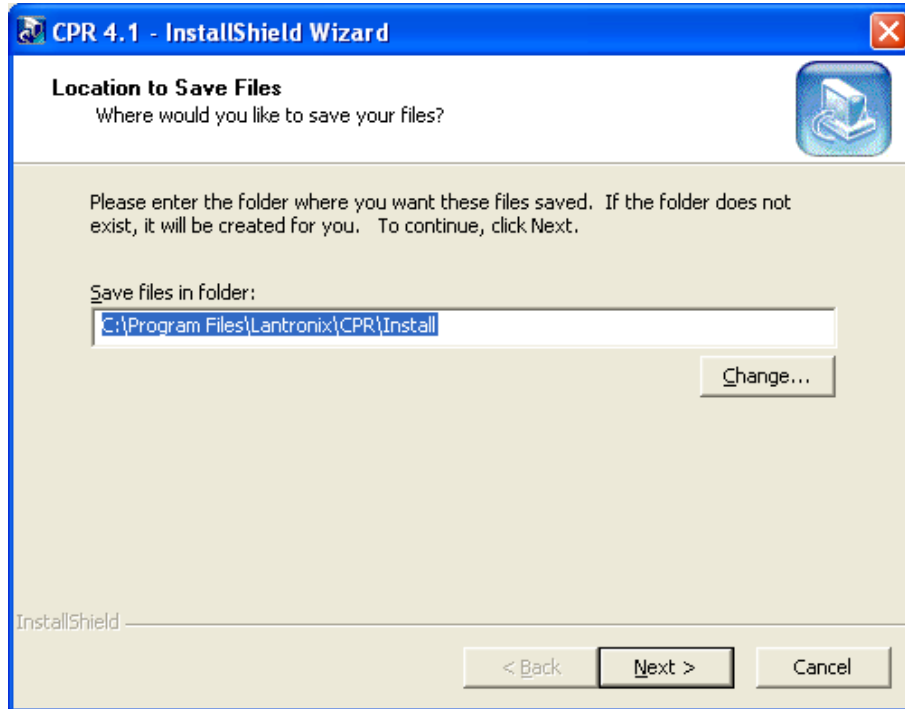 CPR 4.1 - InstallShield Wizard
Location to Save Files
Where would you like to save your files?
Please enter the folder where you want these files saved.  If the folder does not
exist, it will be created for you.   To continue, click Next.
Save files in folder:
C:\Program Files\Lantronix\CPR\Install
Change...
InstallShield
< Back
Next >
Cancel